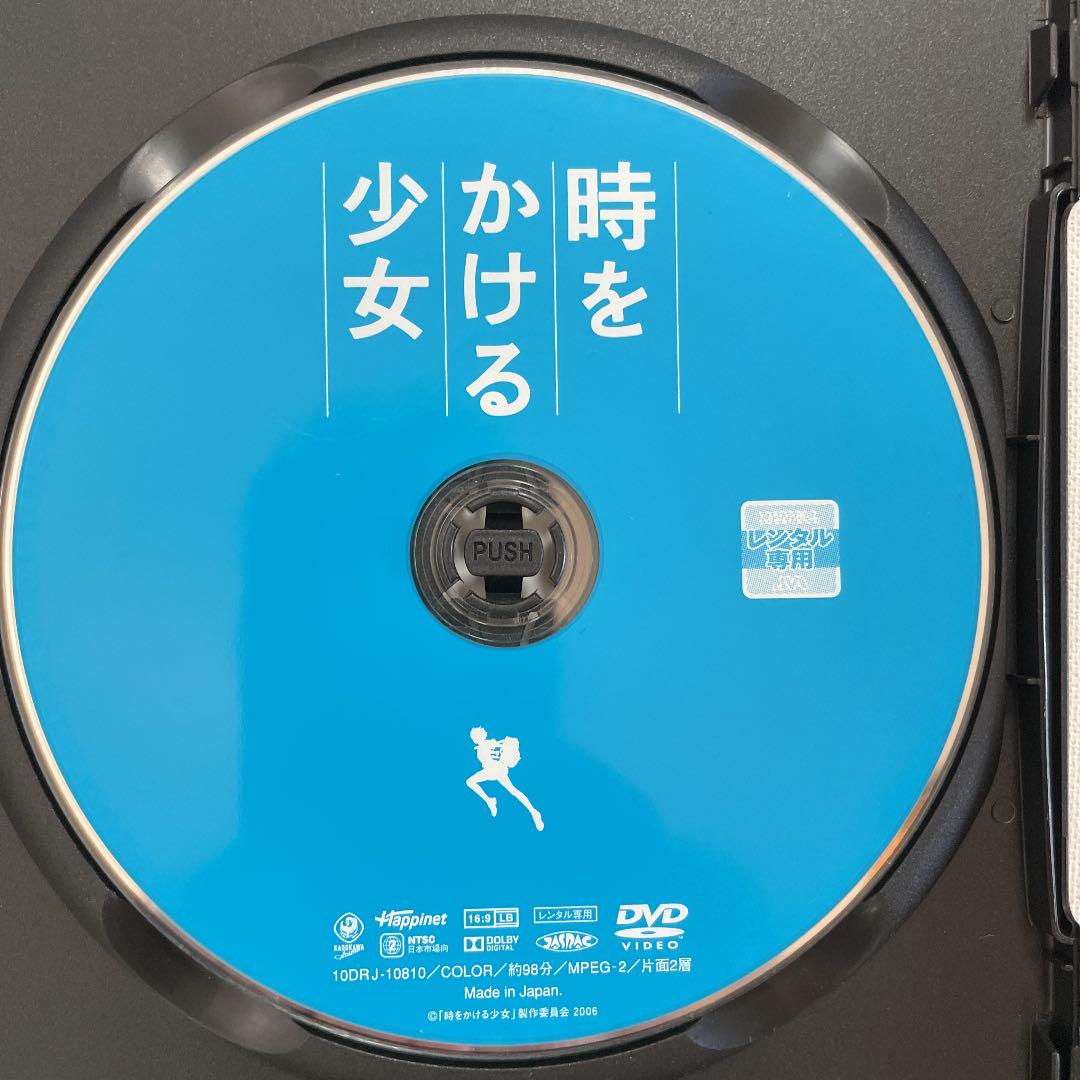 時を
かける
少女
PUSH
レンタル
専用
KADOKAWA
Happinet
16:9 LB
レンタル専用
DVD
VIDEO
2
NTSC
日本市場向
DOLBY
DIGITAL
JASRAC
10DRJ-10810／COLOR／約98分／MPEG-2／片面2層
Made in Japan.
©「時をかける少女」製作委員会 2006